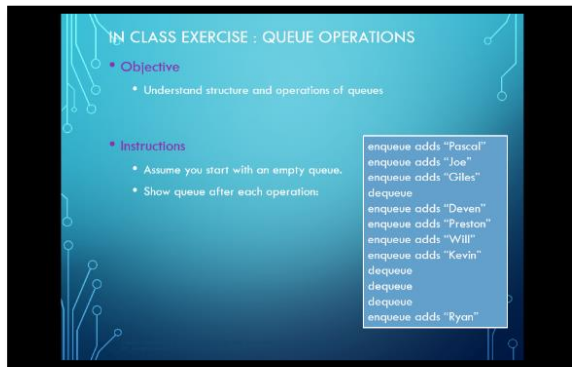 IN CLASS EXERCISE : QUEUE OPERATIONS
• Objective
• Understand structure and operations of queues
• Instructions
• Assume you start with an empty queue.
• Show queue after each operation:
enqueue adds "Pascal"
enqueue adds "Joe"
enqueue adds "Giles"
dequeue
enqueue adds "Deven"
enqueue adds "Preston"
enqueue adds "Will"
enqueue adds "Kevin"
dequeue
dequeue
dequeue
enqueue adds "Ryan"